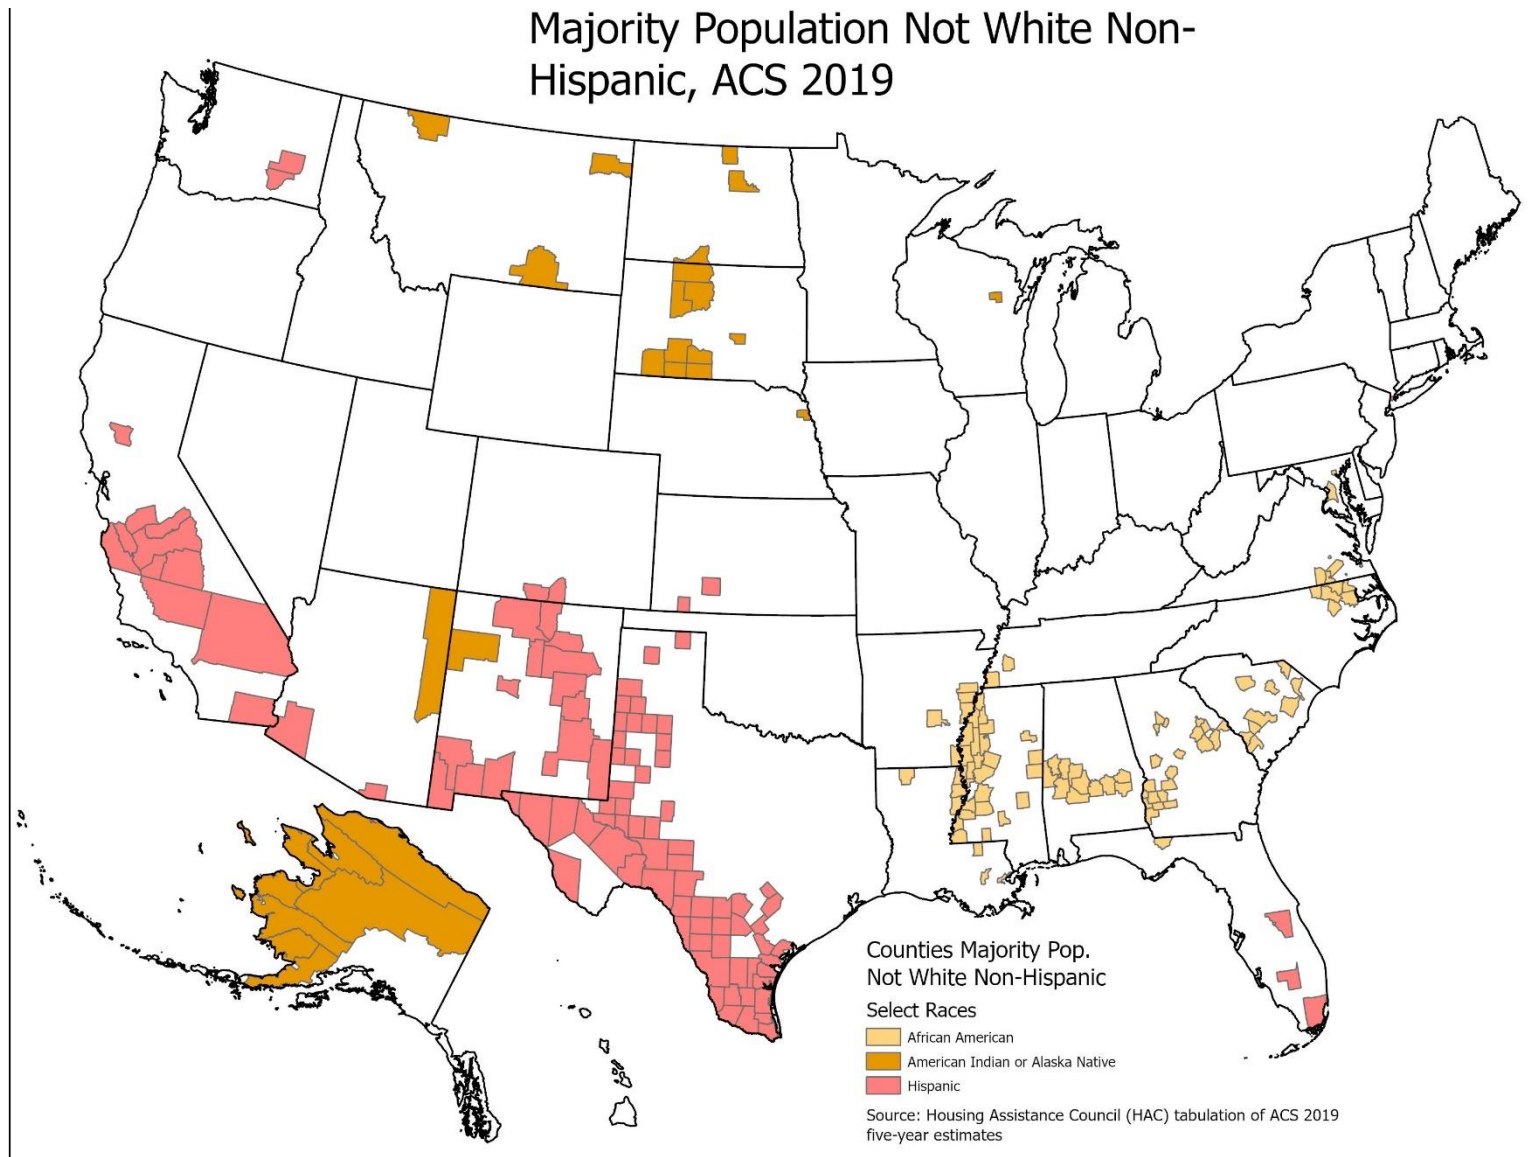 Majority Population Not White Non-
Hispanic, ACS 2019
Counties Majority Pop.
Not White Non-Hispanic
Select Races
African American
American Indian or Alaska Native
Hispanic
Source: Housing Assistance Council (HAC) tabulation of ACS 2019
five-year estimates